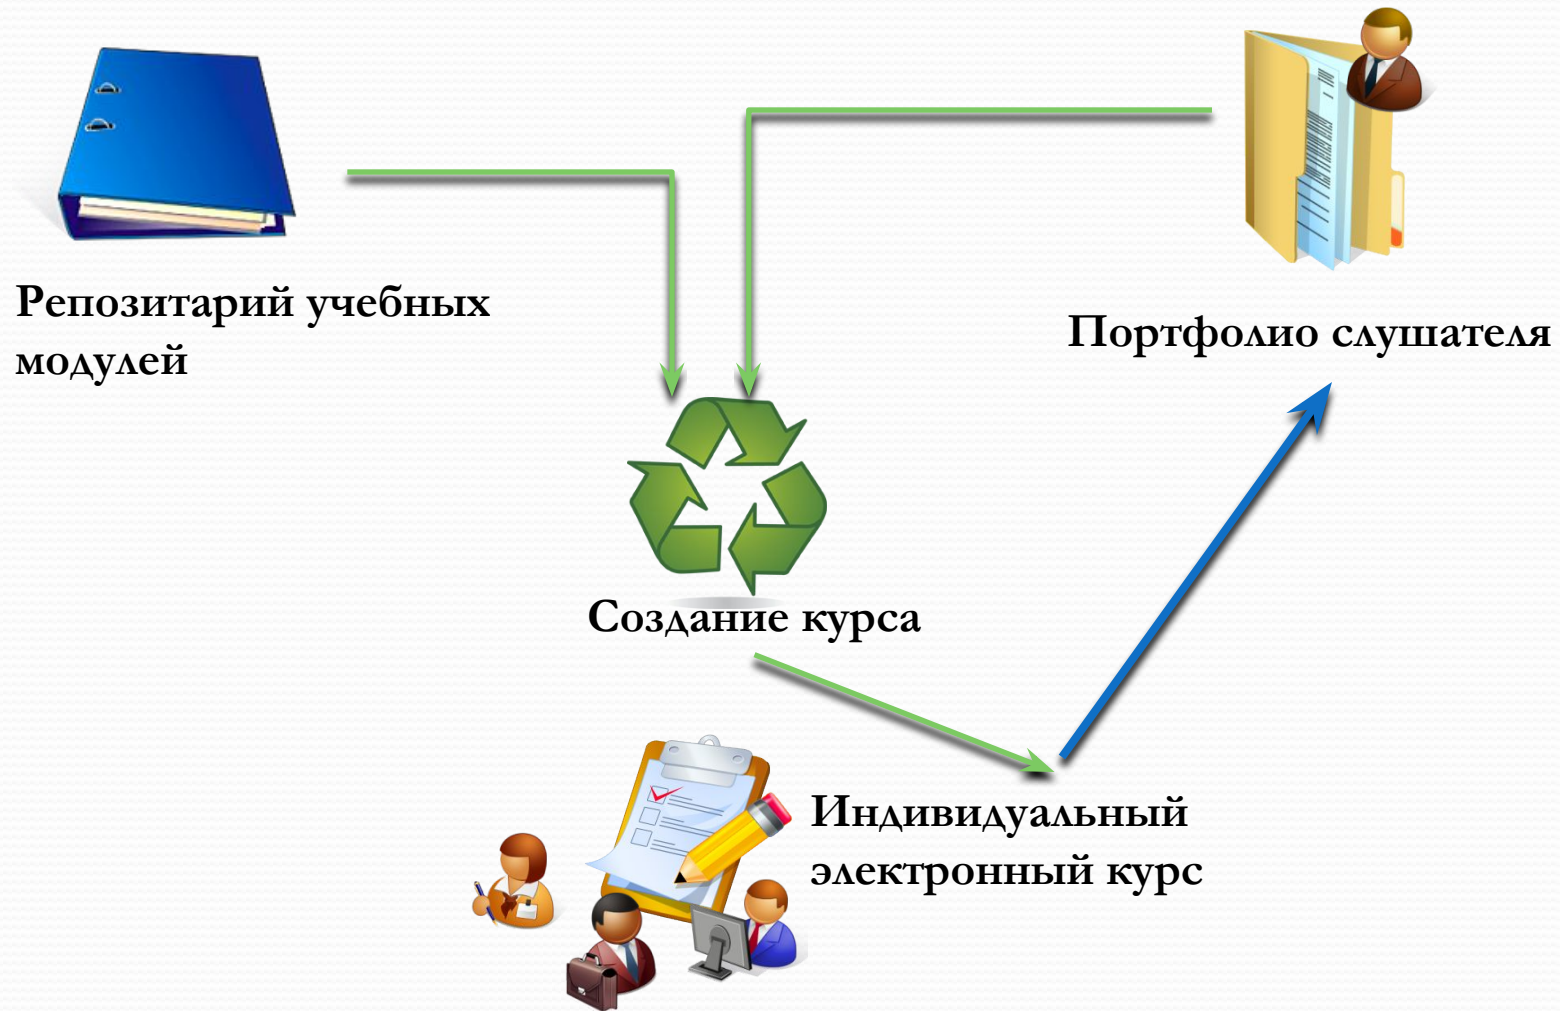 Репозитарий учебных
модулей
Портфолио слушателя
Создание курса
Индивидуальный
электронный курс